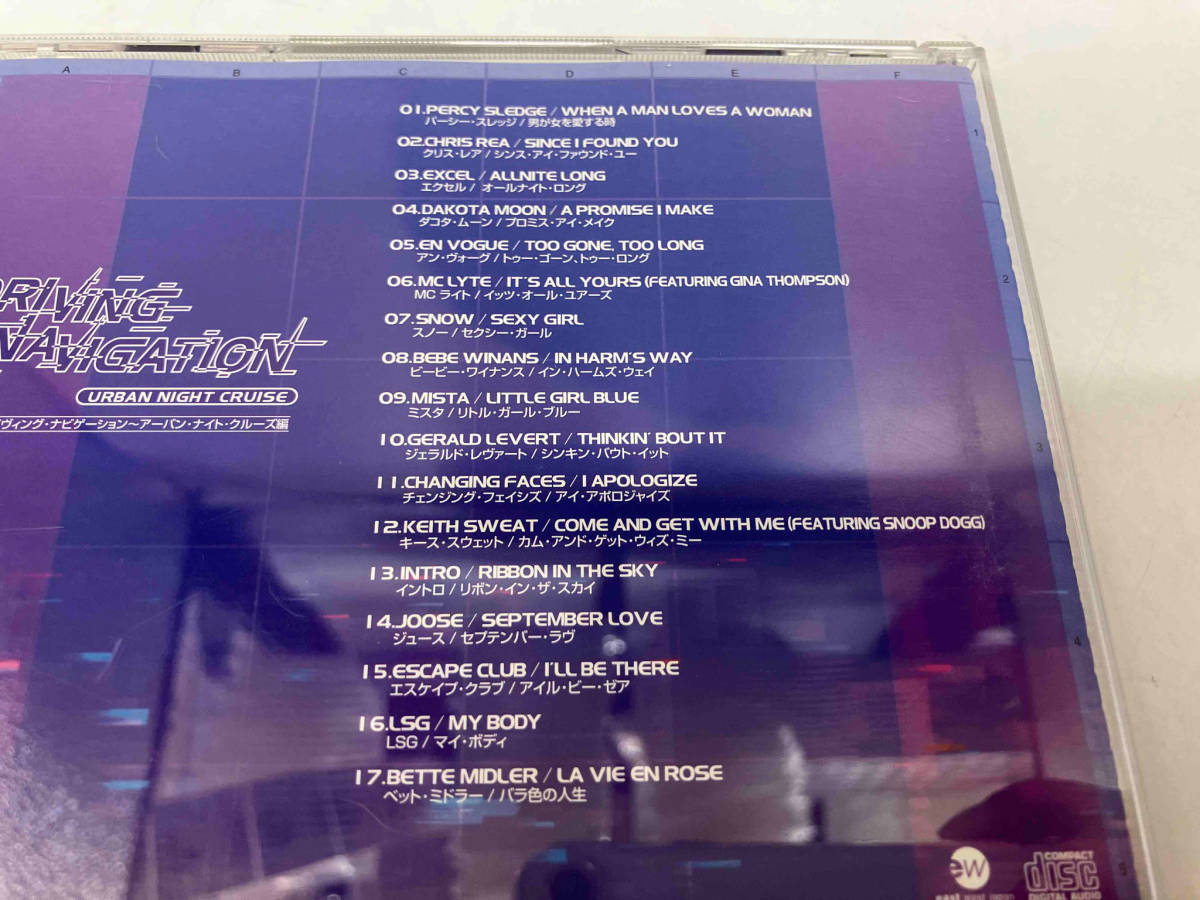 A B C D E F
1
2
3
4
5
DRIVING
NAVIGATION
URBAN NIGHT CRUISE
ヴィング・ナビゲーション〜アーバン・ナイト・クルーズ編
01.PERCY SLEDGE / WHEN A MAN LOVES A WOMAN
パーシー・スレッジ / 男が女を愛する時
02.CHRIS REA / SINCE I FOUND YOU
クリス・レア / シンス・アイ・ファウンド・ユー
03.EXCEL / ALLNITE LONG
エクセル / オールナイト・ロング
04.DAKOTA MOON / A PROMISE I MAKE
ダコタ・ムーン / プロミス・アイ・メイク
05.EN VOGUE / TOO GONE, TOO LONG
アン・ヴォーグ / トゥー・ゴーン、トゥー・ロング
06.MC LYTE / IT'S ALL YOURS (FEATURING GINA THOMPSON)
MC ライト / イッツ・オール・ユアーズ
07.SNOW / SEXY GIRL
スノー / セクシー・ガール
08.BEBE WINANS / IN HARM'S WAY
ビービー・ワイナンス / イン・ハームズ・ウェイ
09.MISTA / LITTLE GIRL BLUE
ミスタ / リトル・ガール・ブルー
10.GERALD LEVERT / THINKIN' BOUT IT
ジェラルド・レヴァート / シンキン・バウト・イット
11.CHANGING FACES / I APOLOGIZE
チェンジング・フェイシズ / アイ・アポロジャイズ
12.KEITH SWEAT / COME AND GET WITH ME (FEATURING SNOOP DOGG)
キース・スウェット / カム・アンド・ゲット・ウィズ・ミー
13.INTRO / RIBBON IN THE SKY
イントロ / リボン・イン・ザ・スカイ
14.JOOSE / SEPTEMBER LOVE
ジュース / セプテンバー・ラヴ
15.ESCAPE CLUB / I'LL BE THERE
エスケイプ・クラブ / アイル・ビー・ゼア
16.LSG / MY BODY
LSG / マイ・ボディ
17.BETTE MIDLER / LA VIE EN ROSE
ベット・ミドラー / バラ色の人生
ew
east west japan
COMPACT
disc
DIGITAL AUDIO